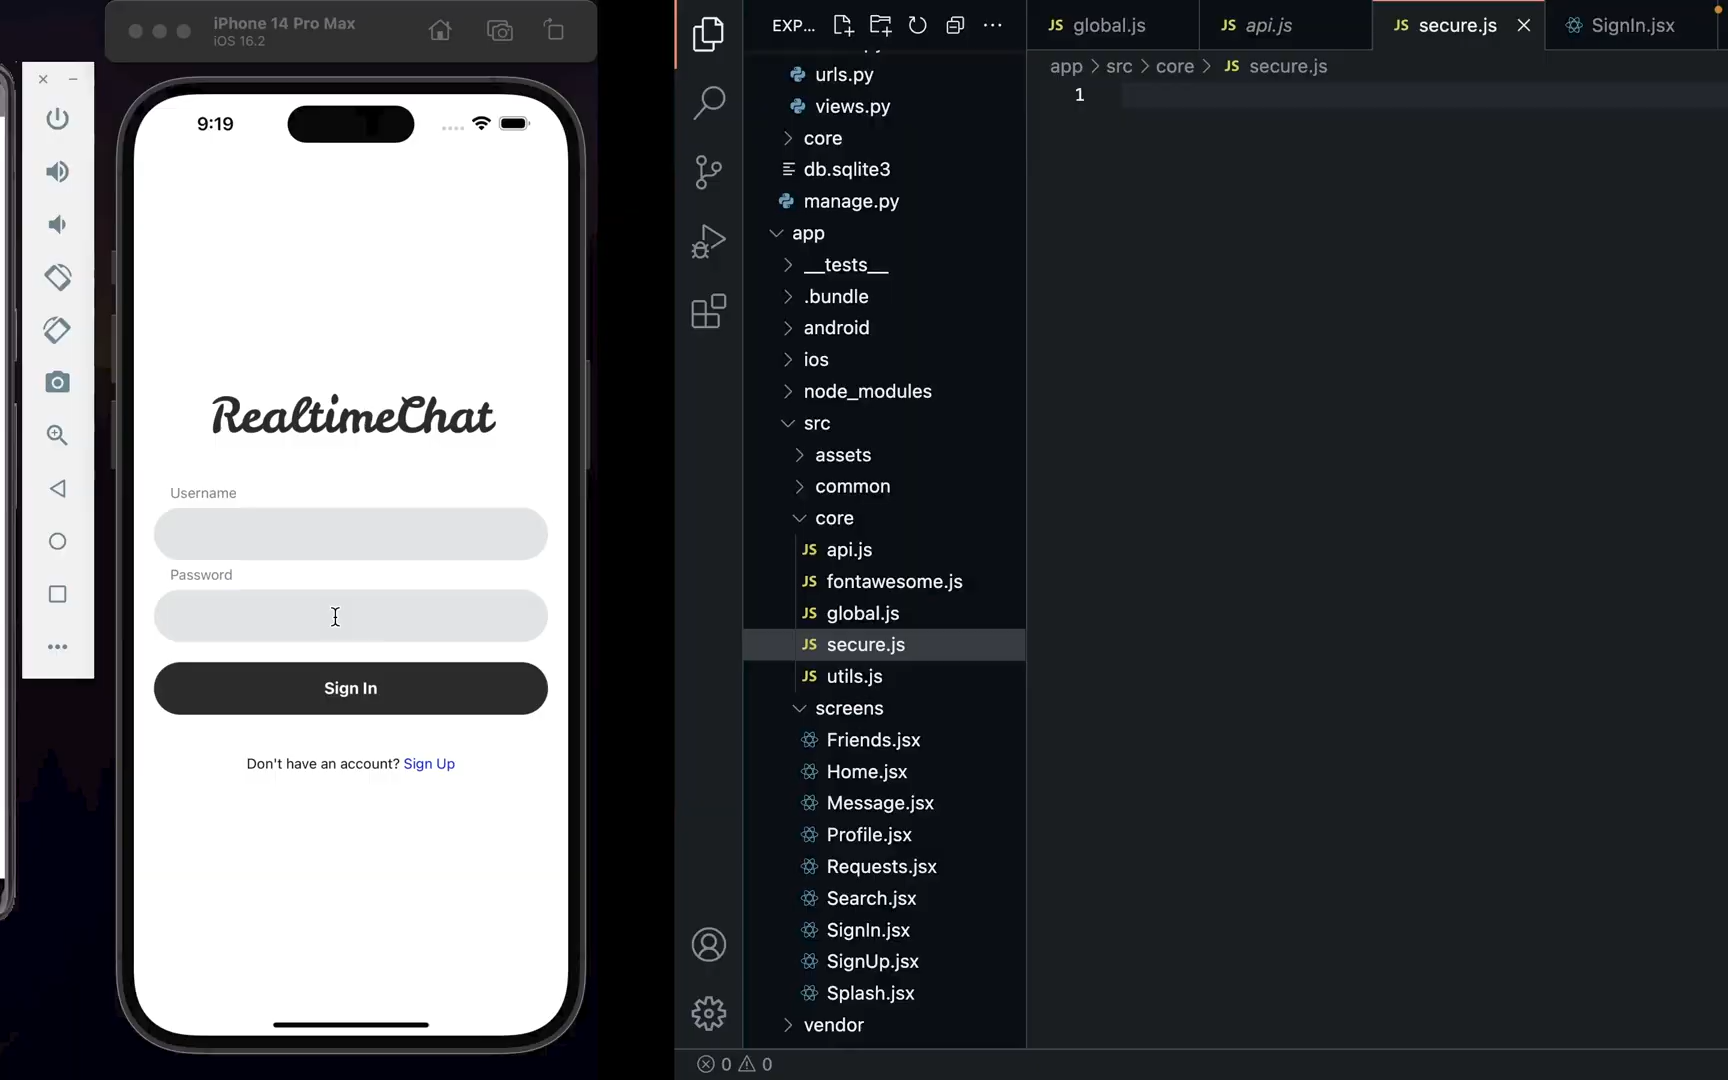 iPhone 14 Pro Max
iOS 16.2
9:19
RealtimeChat
Username
Password
Sign In
Don't have an account? Sign Up
EXP...
urls.py
views.py
core
db.sqlite3
manage.py
app
__tests__
.bundle
android
ios
node_modules
src
assets
common
core
JS api.js
JS fontawesome.js
JS global.js
JS secure.js
JS utils.js
screens
Friends.jsx
Home.jsx
Message.jsx
Profile.jsx
Requests.jsx
Search.jsx
SignIn.jsx
SignUp.jsx
Splash.jsx
vendor
JS global.js
JS api.js
JS secure.js
SignIn.jsx
app > src > core > JS secure.js
1
0 0